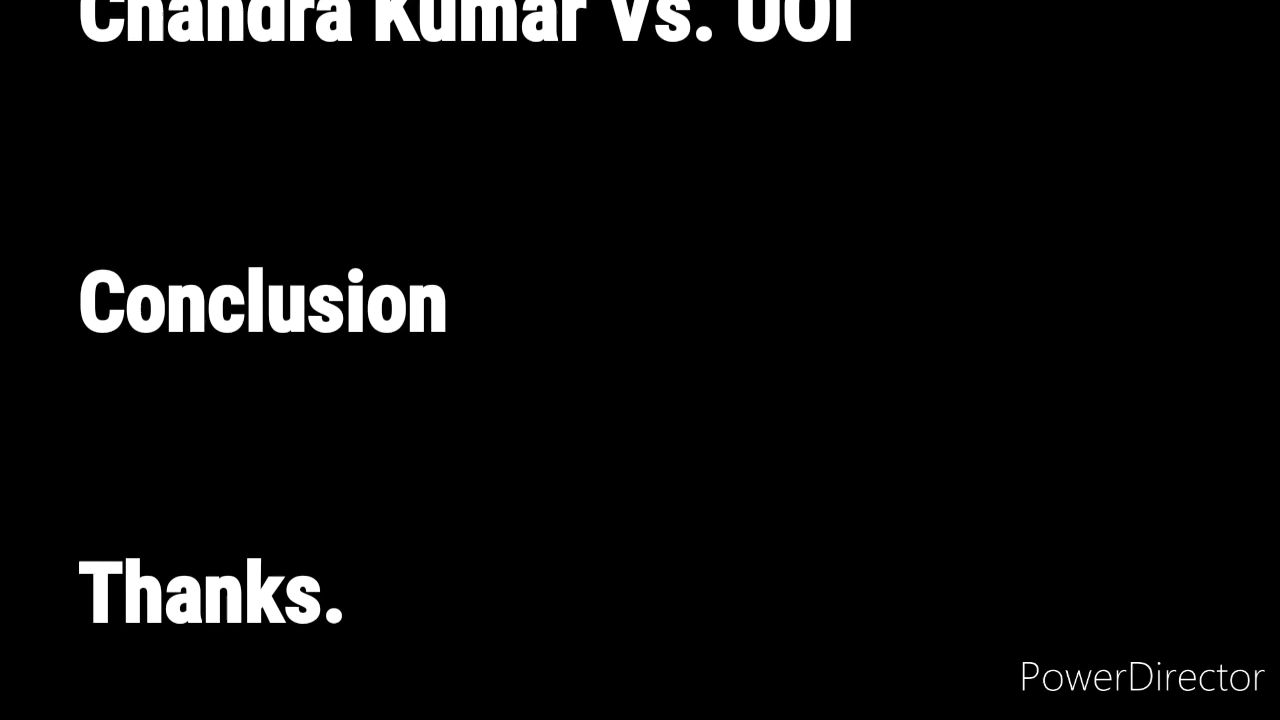 Chandra Kumar Vs. UOI
Conclusion
Thanks.
PowerDirector